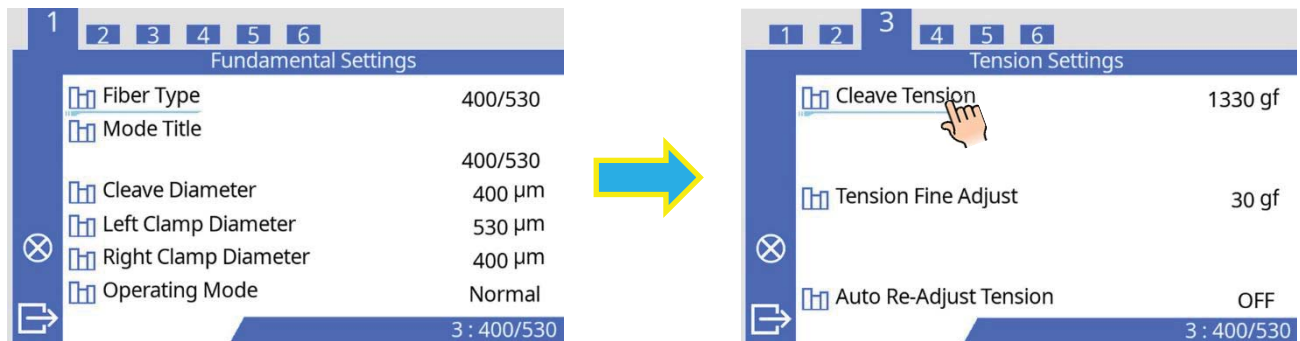 1
2 3 4 5 6
Fundamental Settings
Fiber Type 400/530
Mode Title
400/530
Cleave Diameter 400 µm
Left Clamp Diameter 530 µm
Right Clamp Diameter 400 µm
Operating Mode Normal
3 : 400/530
1 2 3 4 5 6
Tension Settings
Cleave Tension 1330 gf
Tension Fine Adjust 30 gf
Auto Re-Adjust Tension OFF
3 : 400/530